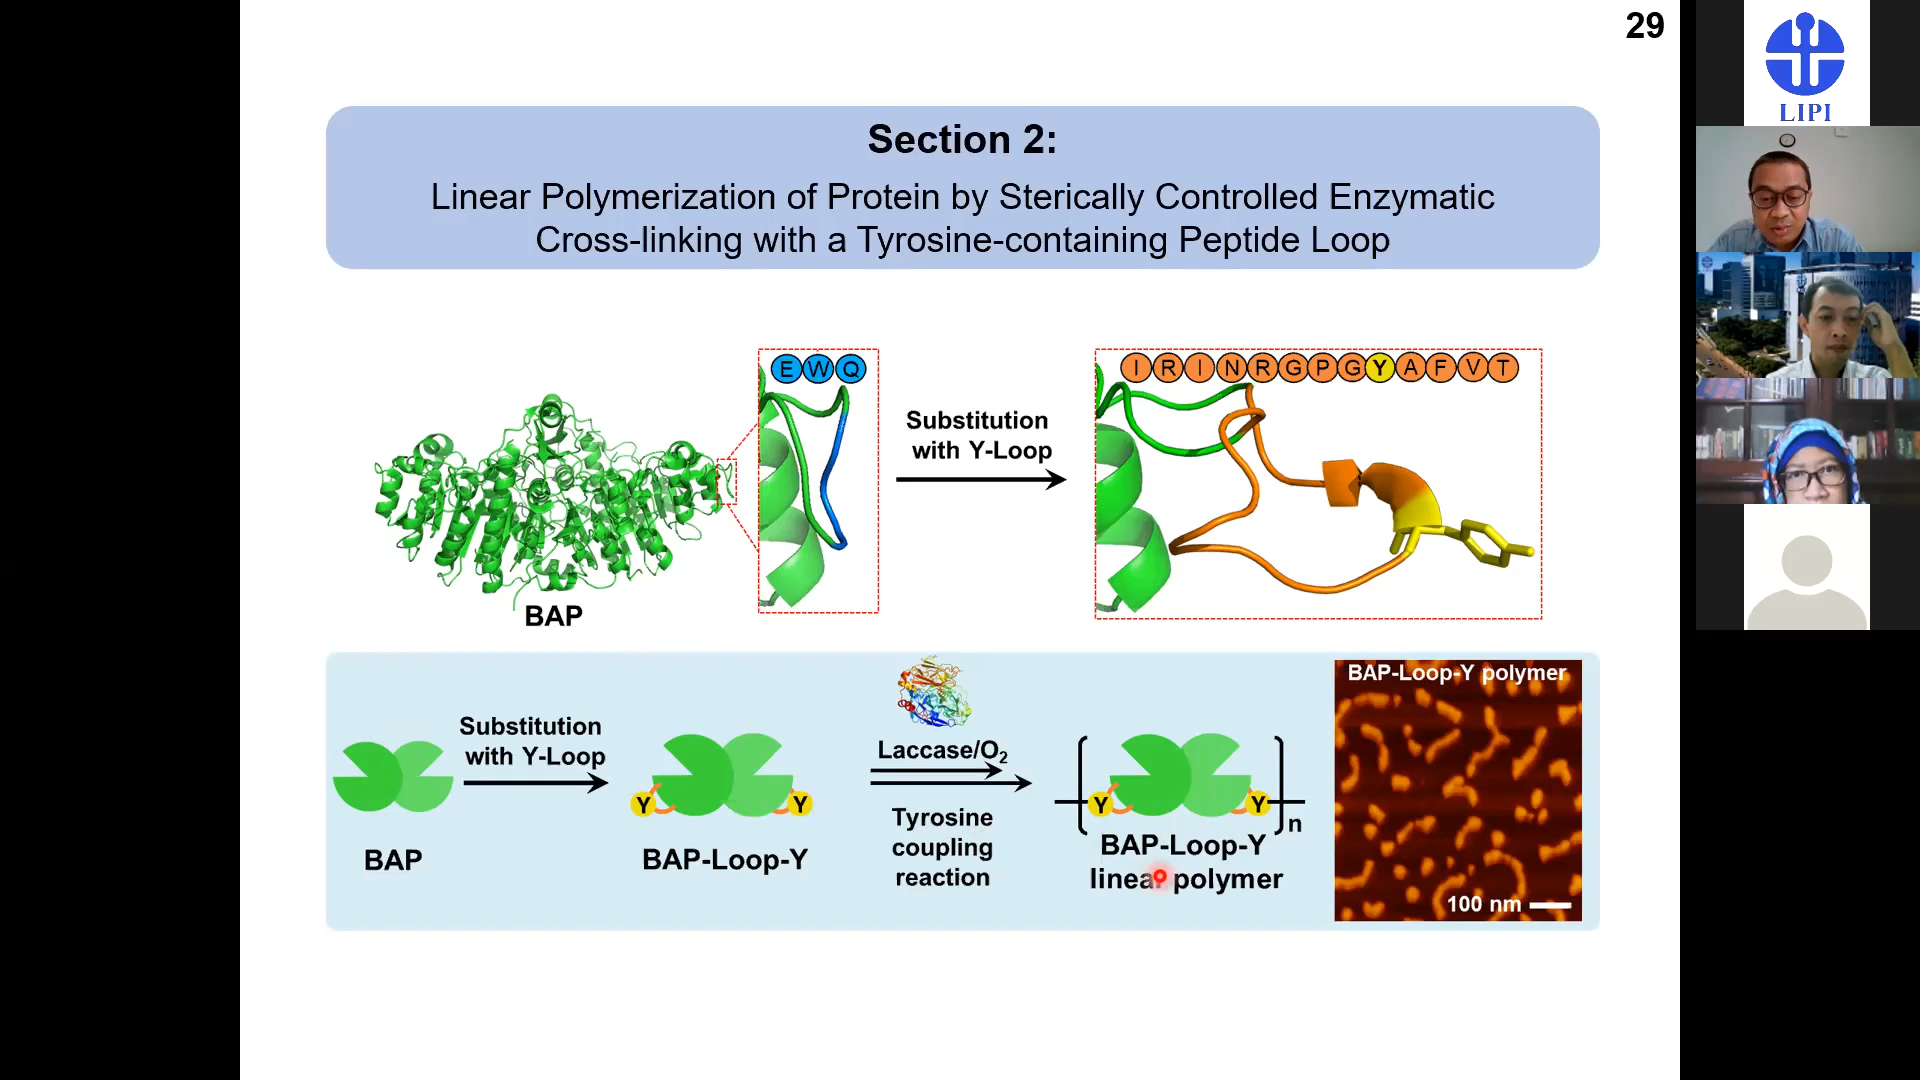 29
Section 2:
Linear Polymerization of Protein by Sterically Controlled Enzymatic
Cross-linking with a Tyrosine-containing Peptide Loop
E W Q
I R I N R G P G Y A F V T
Substitution
with Y-Loop
BAP
Substitution
with Y-Loop
BAP
Y Y
BAP-Loop-Y
Laccase/O₂
Tyrosine
coupling
reaction
Y Y
n
BAP-Loop-Y
linear polymer
BAP-Loop-Y polymer
100 nm
LIPI